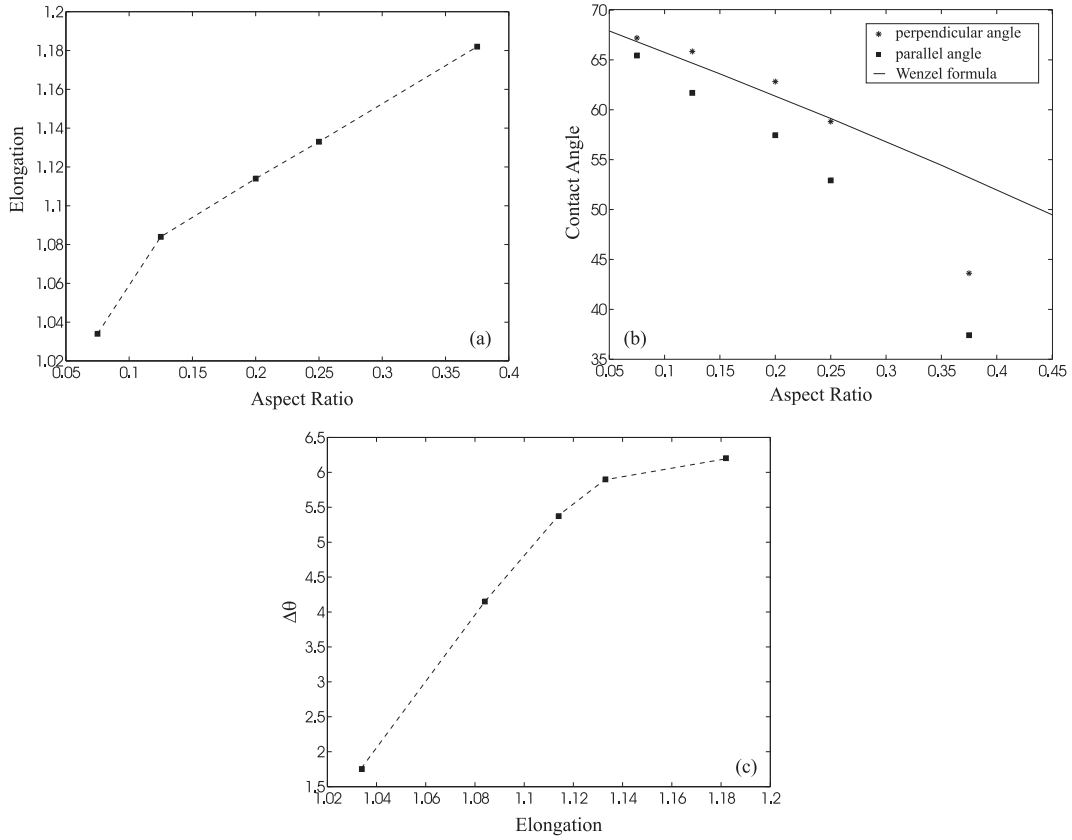 1.2
1.18
1.16
1.14
1.12
1.1
1.08
1.06
1.04
1.02
Elongation
0.05 0.1 0.15 0.2 0.25 0.3 0.35 0.4
Aspect Ratio
(a)
70
65
60
55
50
45
40
35
Contact Angle
perpendicular angle
parallel angle
Wenzel formula
(b)
0.05 0.1 0.15 0.2 0.25 0.3 0.35 0.4 0.45
Aspect Ratio
6.5
6
5.5
5
4.5
4
3.5
3
2.5
2
1.5
Δθ
(c)
1.02 1.04 1.06 1.08 1.1 1.12 1.14 1.16 1.18 1.2
Elongation